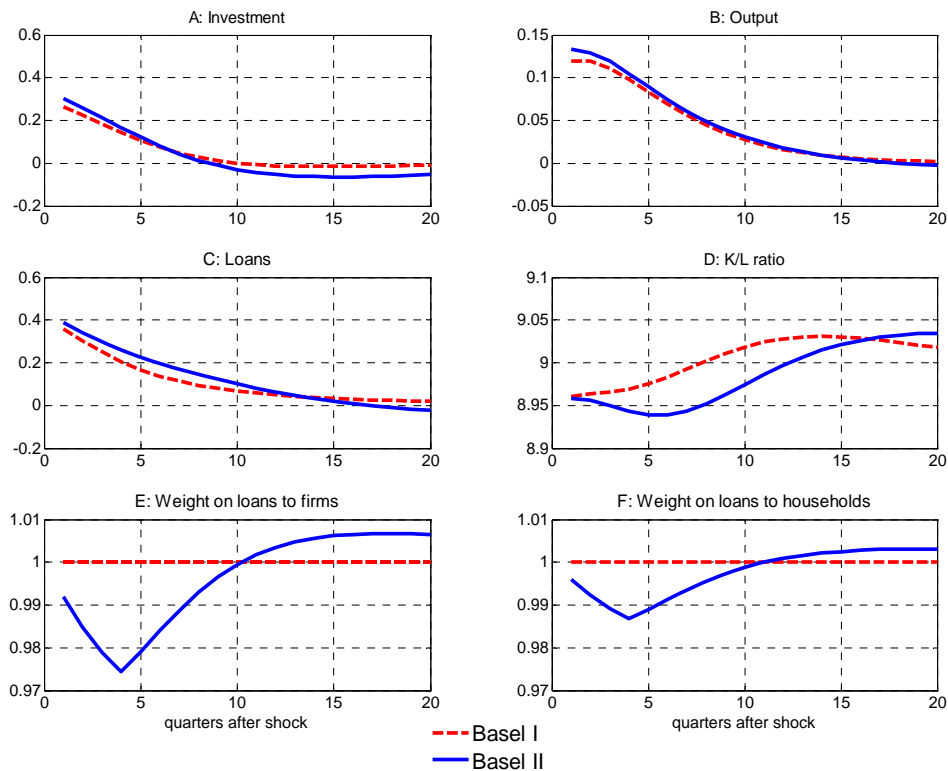 A: Investment
0.6
0.4
0.2
0
-0.2
0 5 10 15 20
B: Output
0.15
0.1
0.05
0
-0.05
0 5 10 15 20
C: Loans
0.6
0.4
0.2
0
-0.2
0 5 10 15 20
D: K/L ratio
9.1
9.05
9
8.95
8.9
0 5 10 15 20
E: Weight on loans to firms
1.01
1
0.99
0.98
0.97
0 5 10 15 20
quarters after shock
F: Weight on loans to households
1.01
1
0.99
0.98
0.97
0 5 10 15 20
quarters after shock
Basel I
Basel II